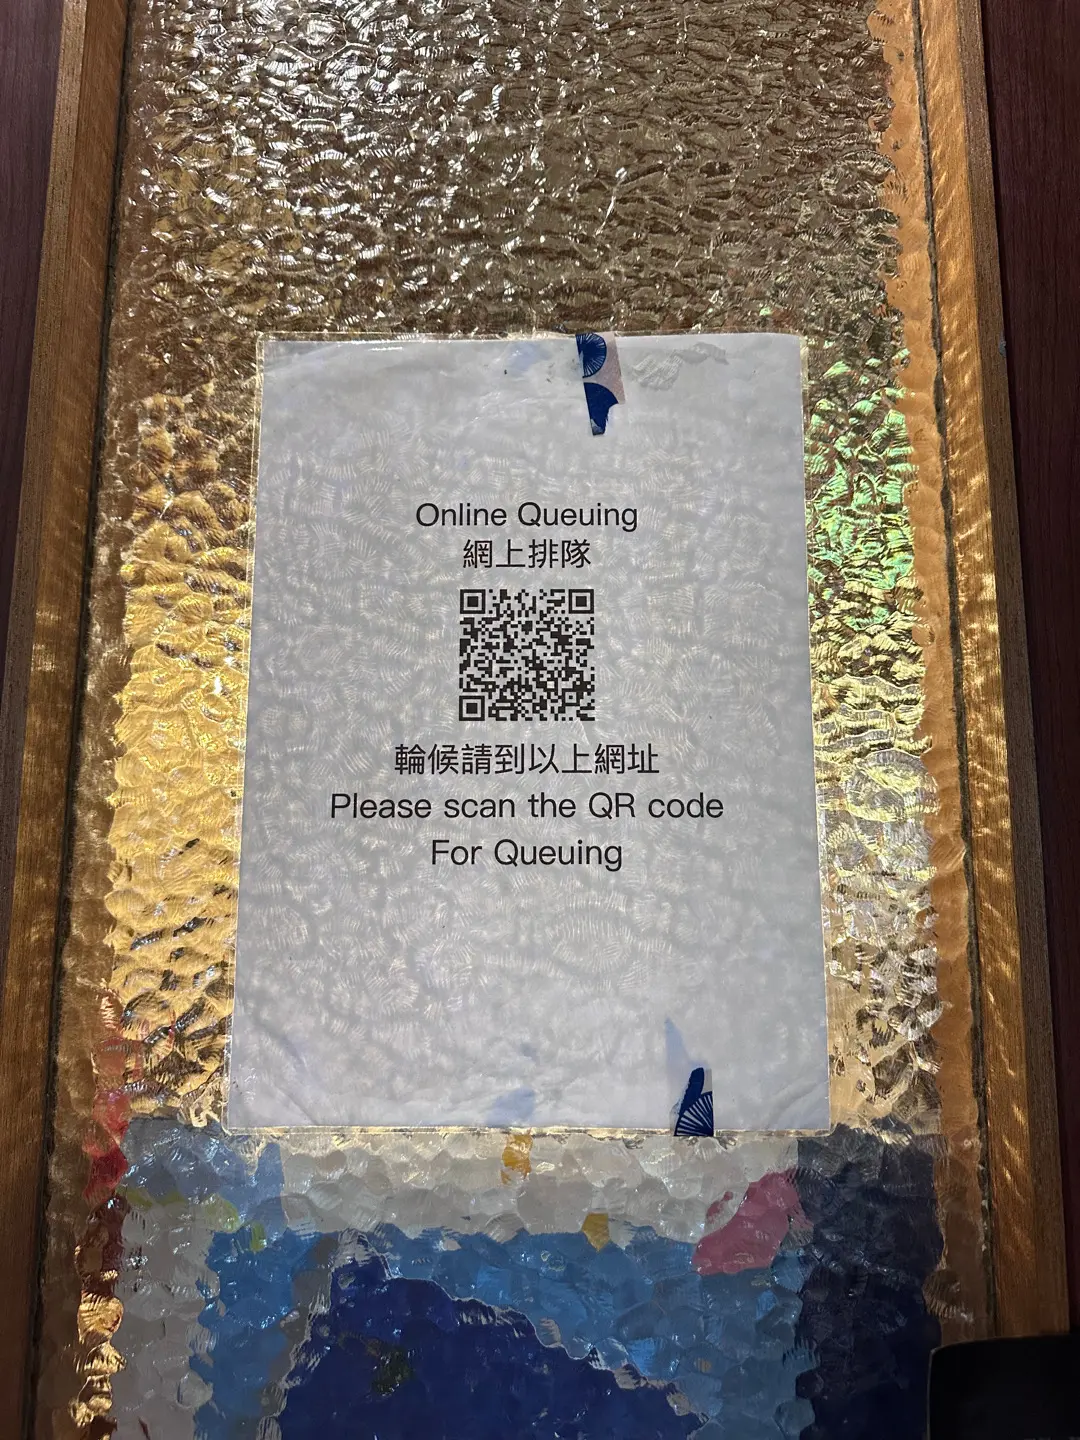 Online Queuing
網上排隊
輪候請到以上網址
Please scan the QR code
For Queuing